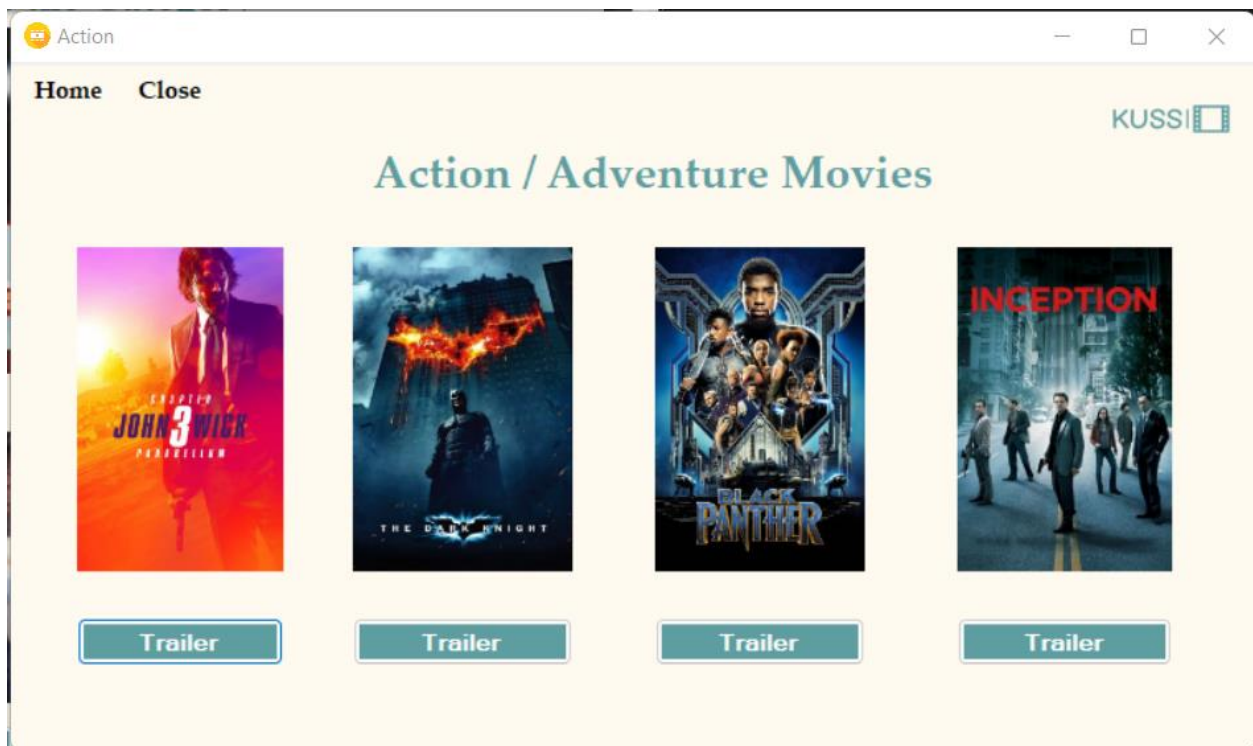 Action
Home Close
KUSSI
Action / Adventure Movies
CHAPTER
JOHN 3 WICK
PARABELLUM
THE DARK KNIGHT
BLACK
PANTHER
INCEPTION
Trailer Trailer Trailer Trailer